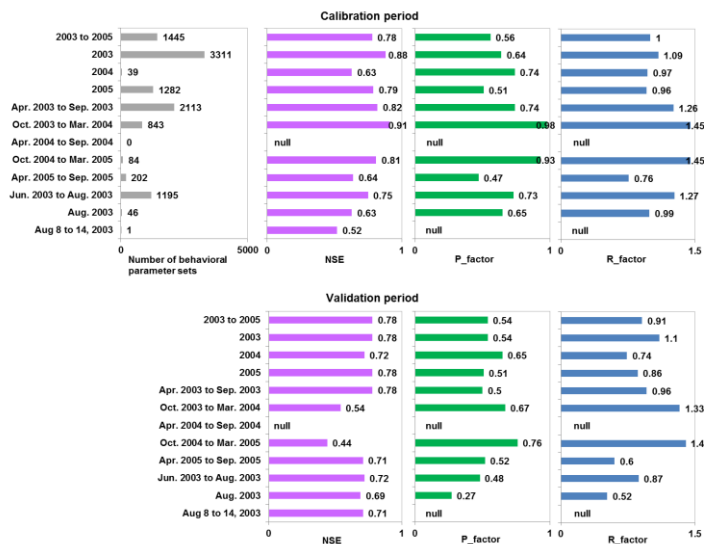 Calibration period
2003 to 2005 1445 0.78 0.56 1
2003 3311 0.88 0.64 1.09
2004 39 0.63 0.74 0.97
2005 1282 0.79 0.51 0.96
Apr. 2003 to Sep. 2003 2113 0.82 0.74 1.26
Oct. 2003 to Mar. 2004 843 0.91 0.98 1.45
Apr. 2004 to Sep. 2004 0 null null null
Oct. 2004 to Mar. 2005 84 0.81 0.93 1.45
Apr. 2005 to Sep. 2005 202 0.64 0.47 0.76
Jun. 2003 to Aug. 2003 1195 0.75 0.73 1.27
Aug. 2003 46 0.63 0.65 0.99
Aug 8 to 14, 2003 1 0.52 null null
0 5000 0 1 0 1 0 1.5
Number of behavioral NSE P_factor R_factor
parameter sets
Validation period
2003 to 2005 0.78 0.54 0.91
2003 0.78 0.54 1.1
2004 0.72 0.65 0.74
2005 0.78 0.51 0.86
Apr. 2003 to Sep. 2003 0.78 0.5 0.96
Oct. 2003 to Mar. 2004 0.54 0.67 1.33
Apr. 2004 to Sep. 2004 null null null
Oct. 2004 to Mar. 2005 0.44 0.76 1.4
Apr. 2005 to Sep. 2005 0.71 0.52 0.6
Jun. 2003 to Aug. 2003 0.72 0.48 0.87
Aug. 2003 0.69 0.27 0.52
Aug 8 to 14, 2003 0.71 null null
0 1 0 1 0 1.5
NSE P_factor R_factor